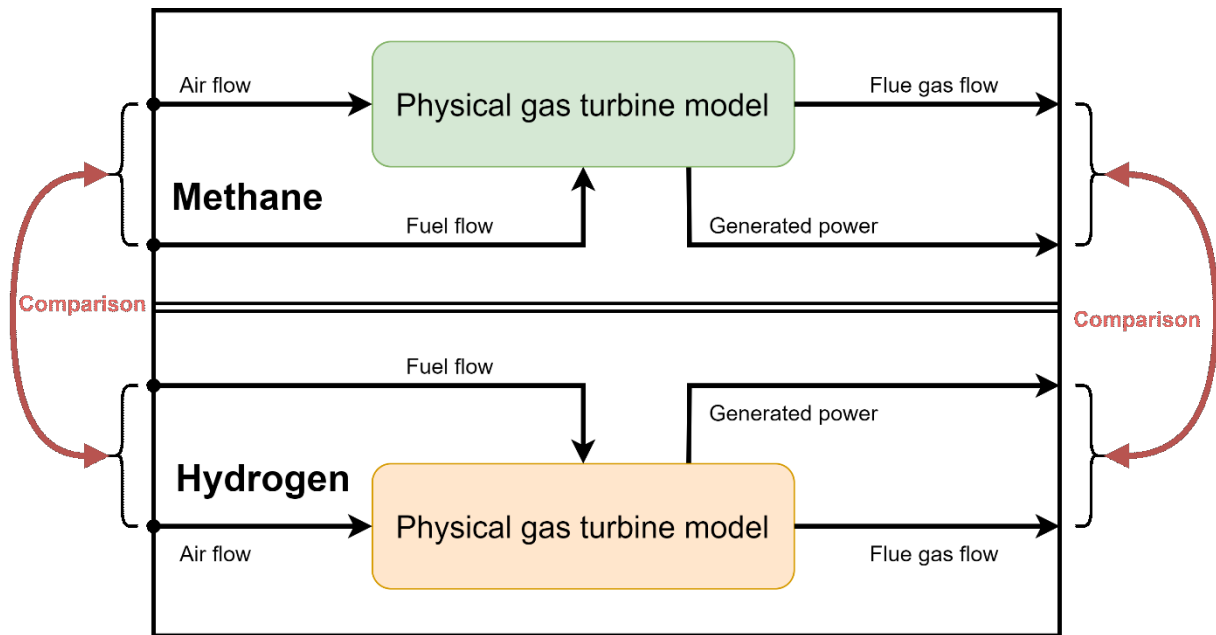 Air flow
Physical gas turbine model
Flue gas flow
Methane
Fuel flow
Generated power
Comparison
Comparison
Fuel flow
Generated power
Hydrogen
Physical gas turbine model
Air flow
Flue gas flow